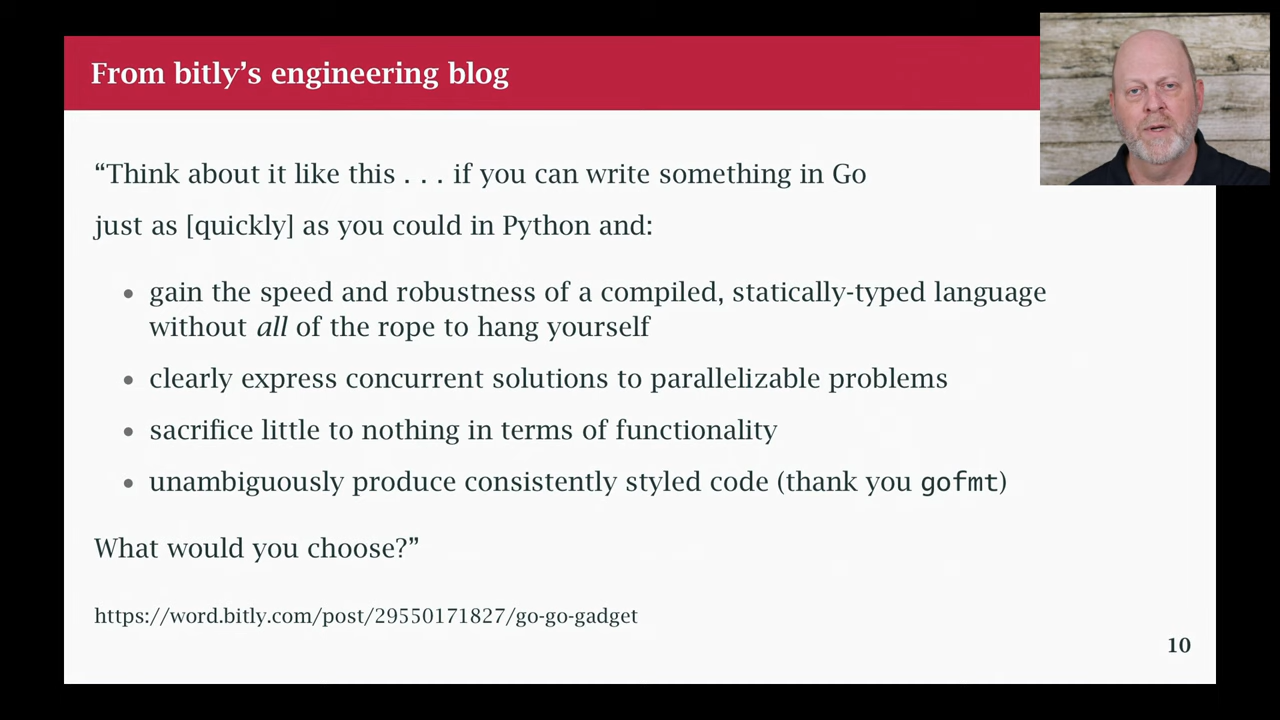 From bitly’s engineering blog
“Think about it like this . . . if you can write something in Go
just as [quickly] as you could in Python and:
• gain the speed and robustness of a compiled, statically-typed language
without all of the rope to hang yourself
• clearly express concurrent solutions to parallelizable problems
• sacrifice little to nothing in terms of functionality
• unambiguously produce consistently styled code (thank you gofmt)
What would you choose?”
https://word.bitly.com/post/29550171827/go-go-gadget
10